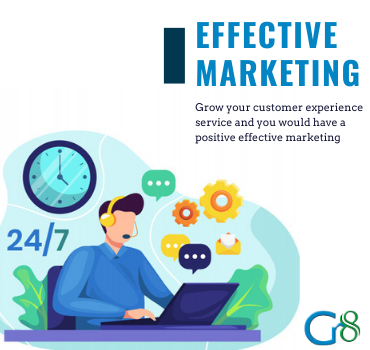 EFFECTIVE
MARKETING
Grow your customer experience
service and you would have a
positive effective marketing
24/7
G8